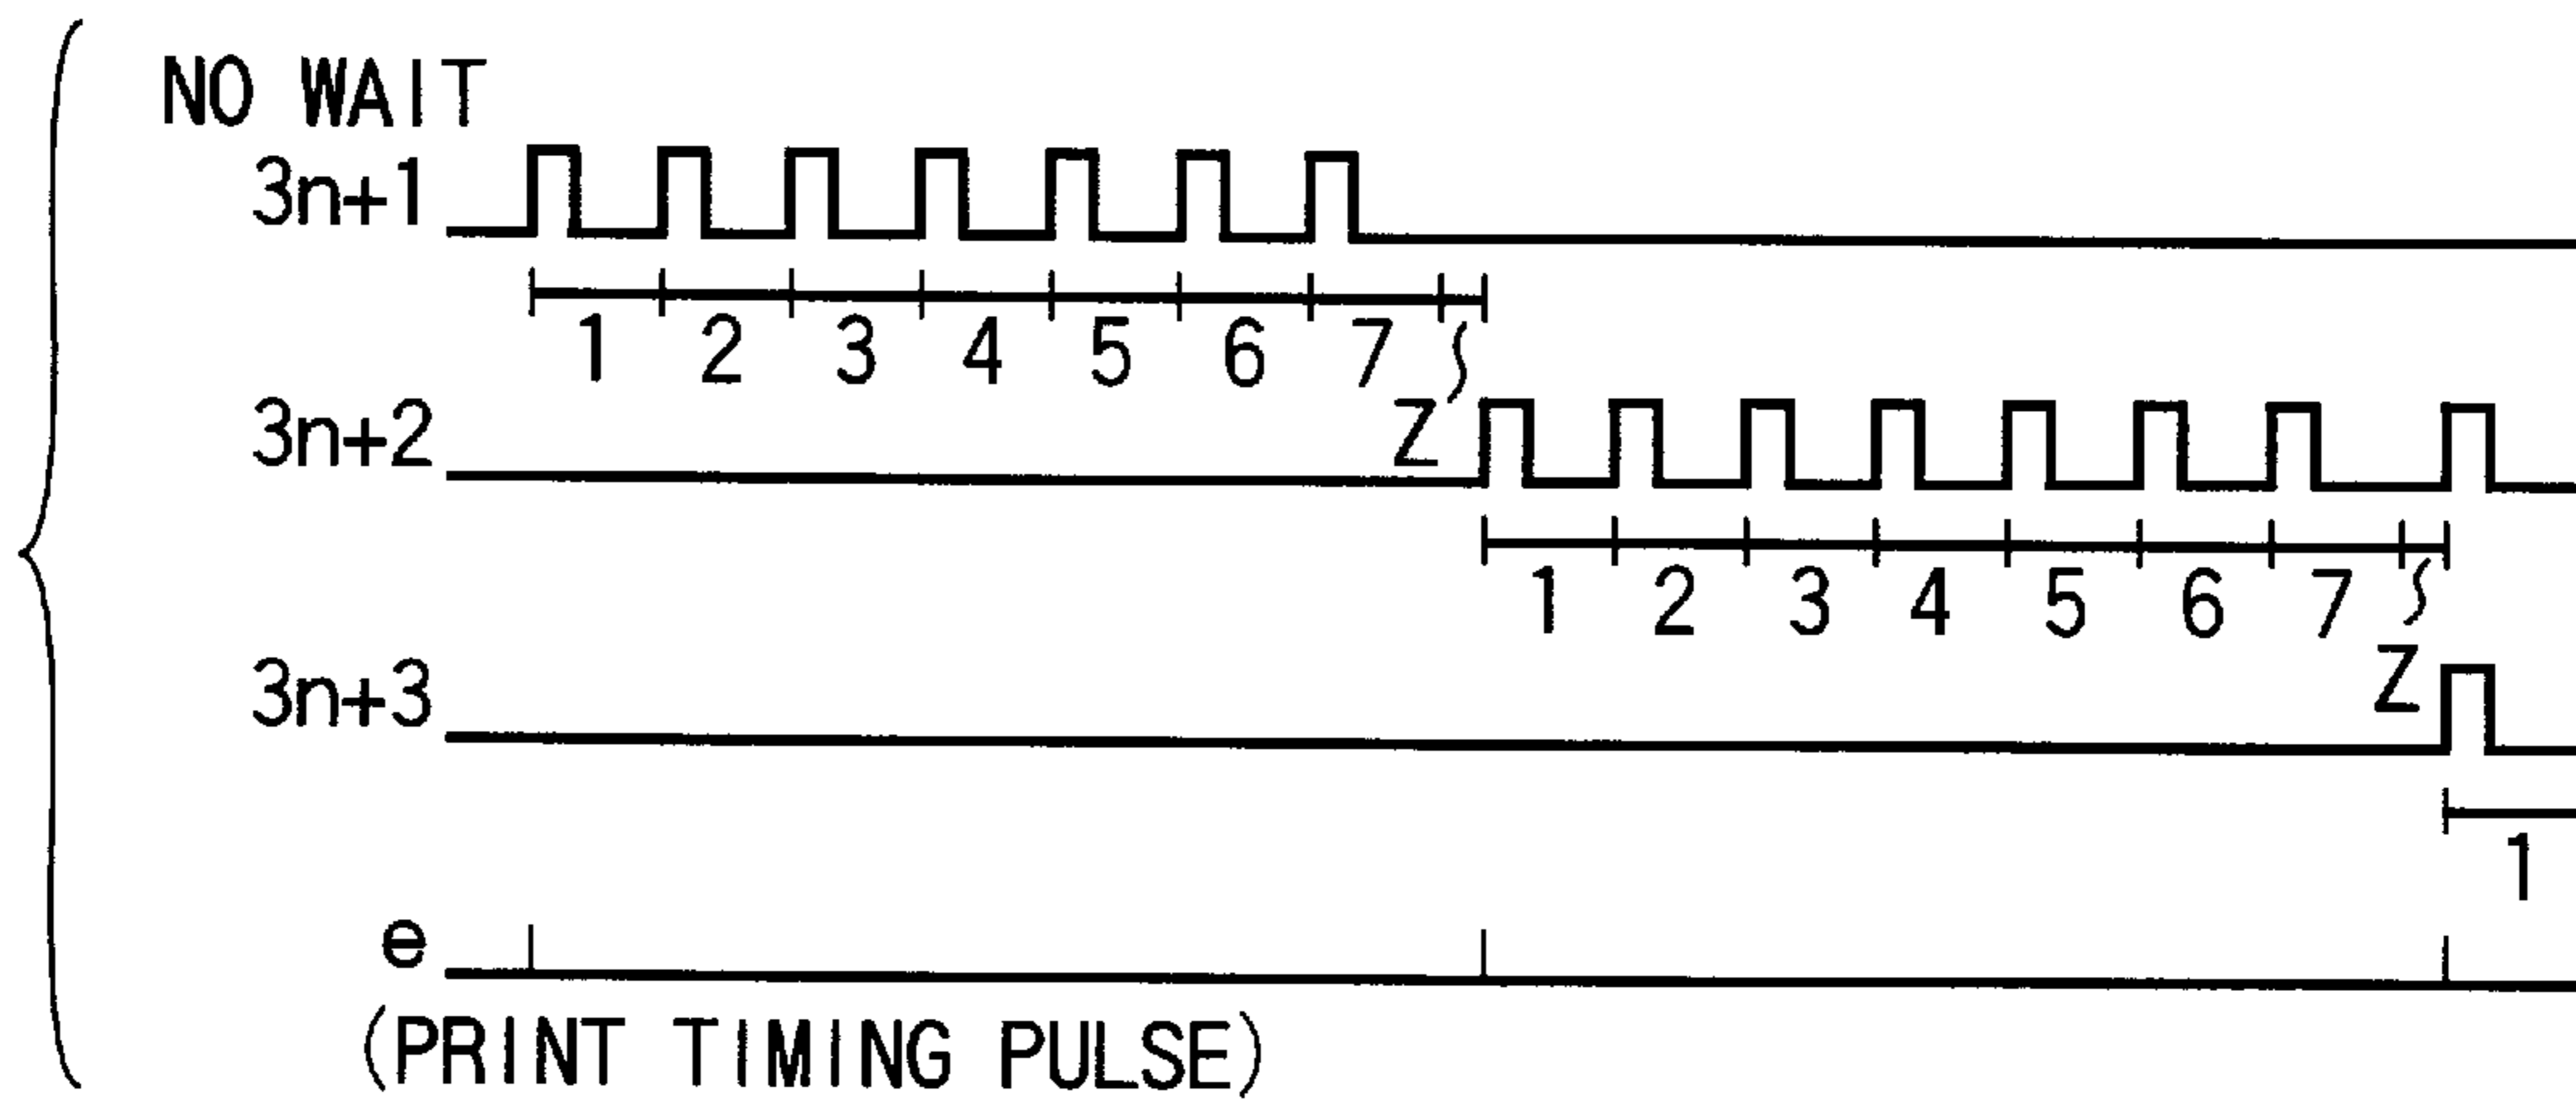 NO WAIT
3n+1
1 2 3 4 5 6 7
Z
3n+2
1 2 3 4 5 6 7
Z
3n+3
1
e
(PRINT TIMING PULSE)